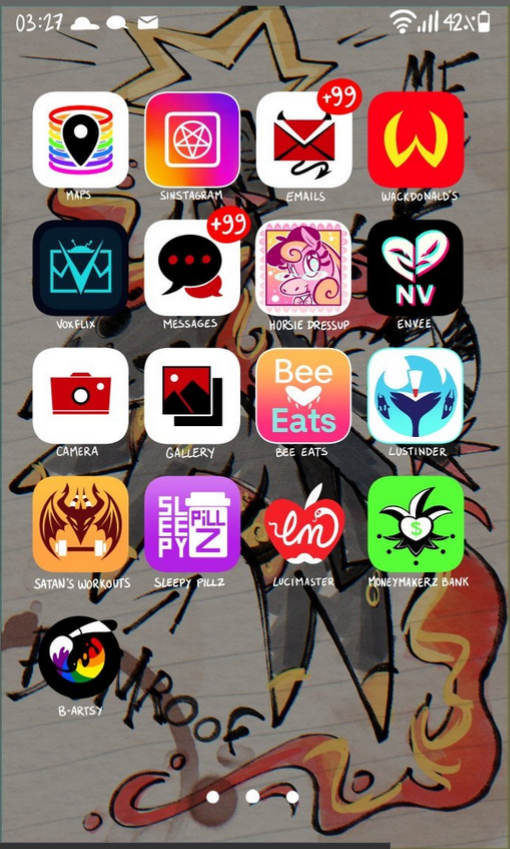 03:27 42%
ME
+99
MAPS SINSTAGRAM EMAILS WACKDONALD'S
+99
NV
VOXFLIX MESSAGES HORSIE DRESSUP ENVEE
Bee
Eats
CAMERA GALLERY BEE EATS LUSTINDER
SLEEPY PILLZ
LM
SATAN'S WORKOUTS SLEEPY PILLZ LUCIMASTER MONEYMAKERZ BANK
$
B-ARTSY